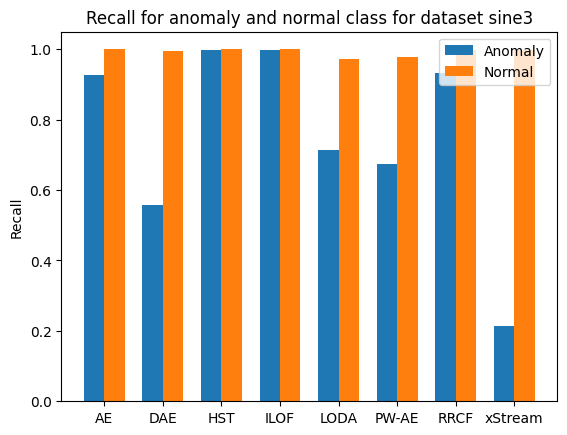 Recall for anomaly and normal class for dataset sine3
Anomaly
Normal
Recall
1.0
0.8
0.6
0.4
0.2
0.0
AE DAE HST ILOF LODA PW-AE RRCF xStream